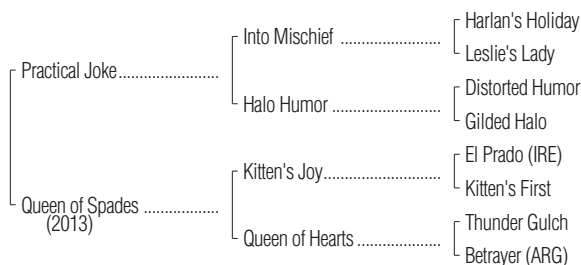 Harlan's Holiday
Into Mischief
Leslie's Lady
Practical Joke
Distorted Humor
Halo Humor
Gilded Halo
El Prado (IRE)
Kitten's Joy
Kitten's First
Queen of Spades
(2013)
Thunder Gulch
Queen of Hearts
Betrayer (ARG)